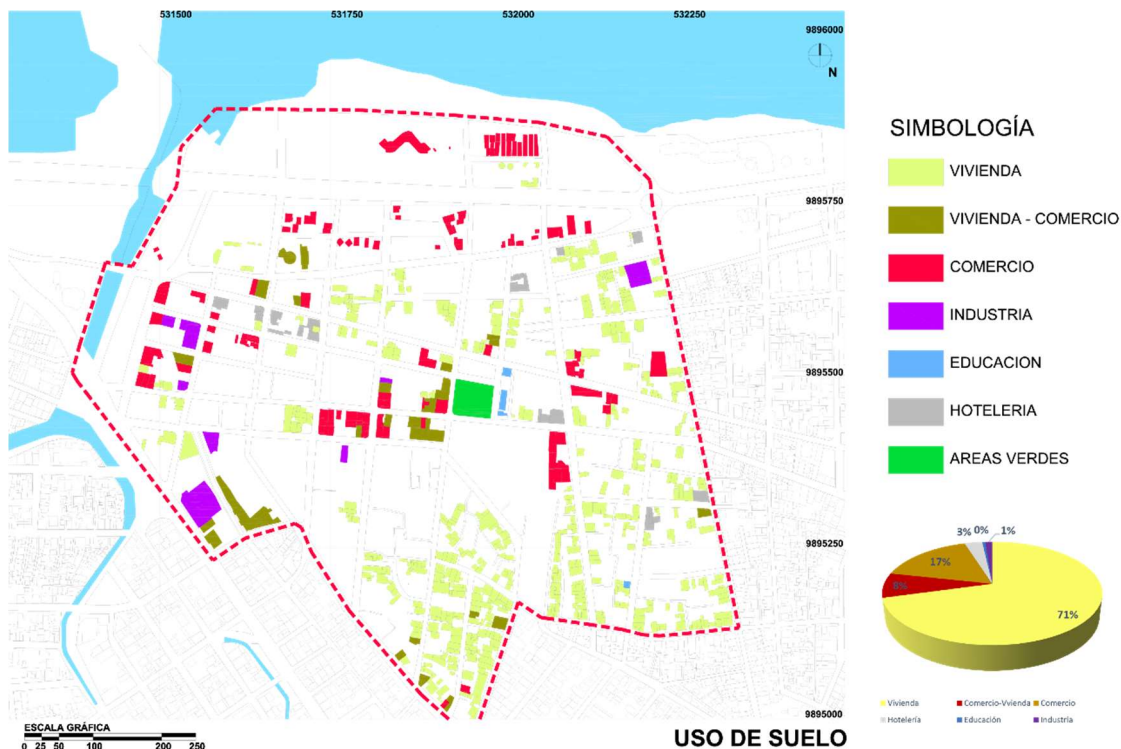 531500 531750 532000 532250
9896000
N
9895750
9895500
9895250
9895000
SIMBOLOGÍA
VIVIENDA
VIVIENDA - COMERCIO
COMERCIO
INDUSTRIA
EDUCACION
HOTELERIA
AREAS VERDES
3% 0% 1%
17%
8%
71%
Vivienda Comercio-Vvienda Comercio
Hotelería Educación Industria
ESCALA GRÁFICA
0 25 50 100 200 250
USO DE SUELO